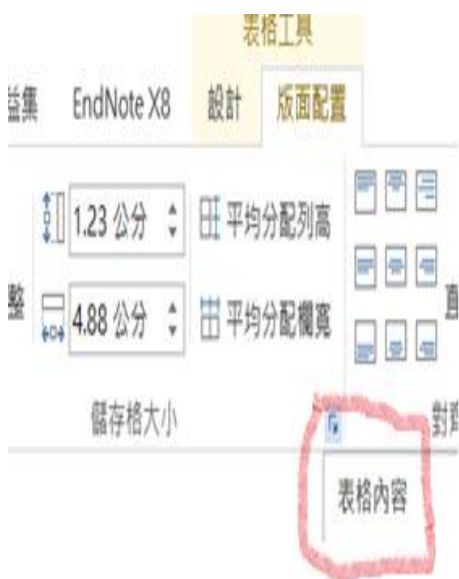 表格工具
益集 EndNote X8 設計 版面配置
1.23 公分 平均分配列高
整 4.88 公分 平均分配欄寬 直
儲存格大小 對齊
表格內容